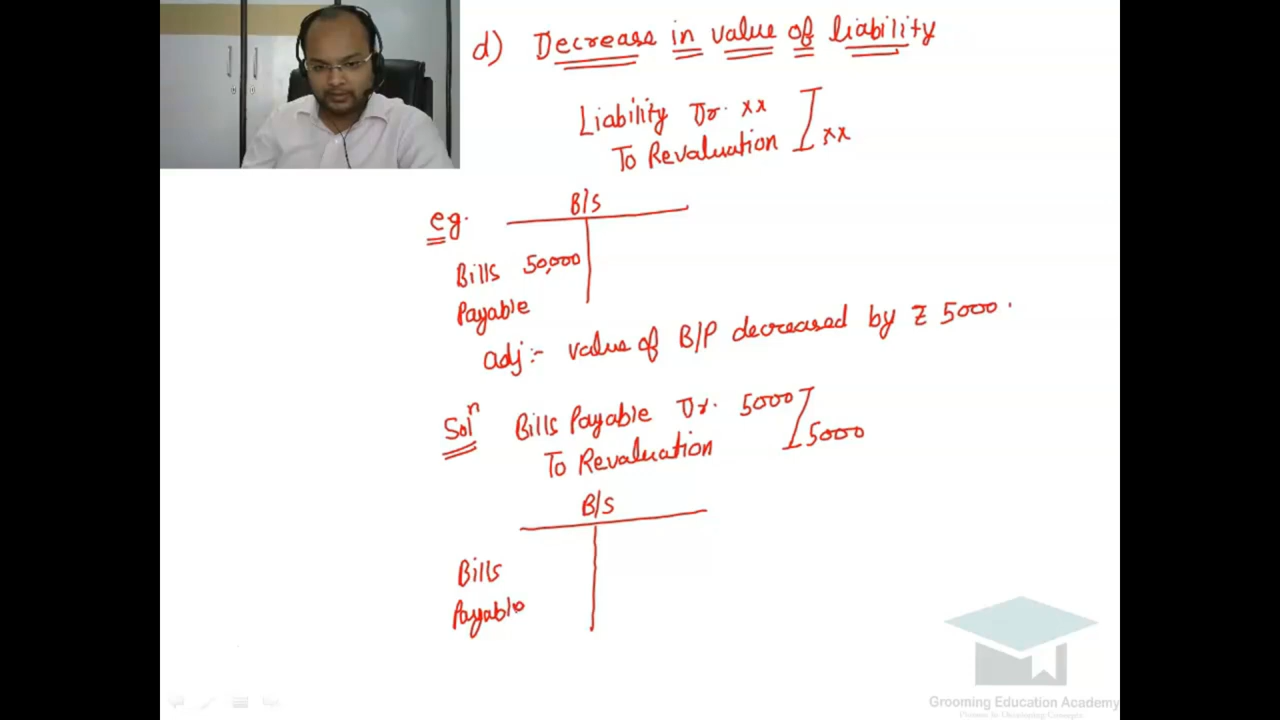 d) Decrease in value of liability
Liability Dr. xx
To Revaluation xx
eg. B/S
Bills 50,000
Payable
adj:- value of B/P decreased by ₹ 5000.
Solⁿ Bills Payable Dr. 5000
To Revaluation 5000
B/S
Bills
Payable
Grooming Education Academy